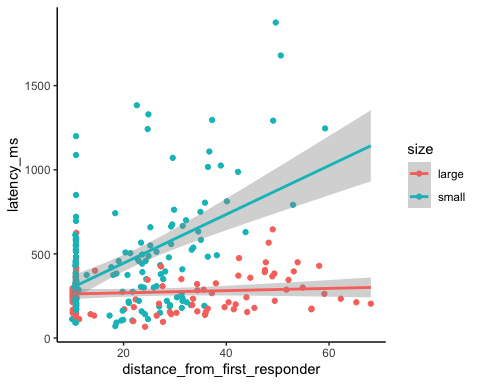 1500
1000
500
0
latency_ms
20
40
60
distance_from_first_responder
size
large
small